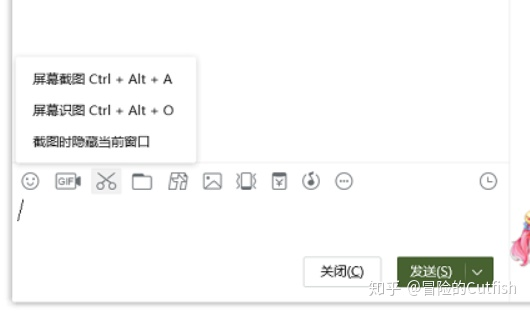 屏幕截图 Ctrl + Alt + A
屏幕识图 Ctrl + Alt + O
截图时隐藏当前窗口
GIF
关闭(C)
发送(S)
知乎 @冒险的Cutfish